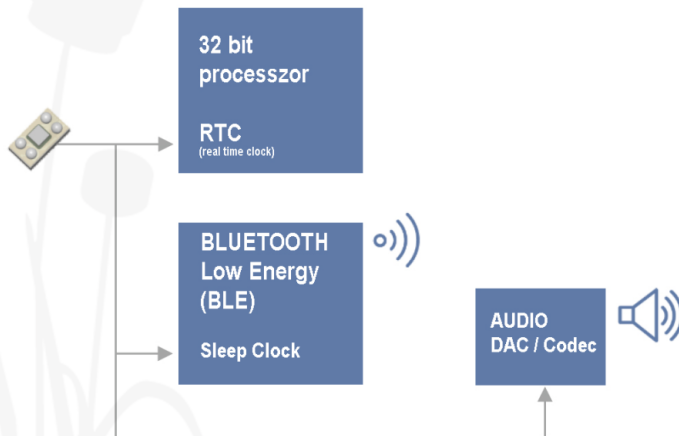 32 bit
processzor
RTC
(real time clock)
BLUETOOTH
Low Energy
(BLE)
Sleep Clock
AUDIO
DAC / Codec